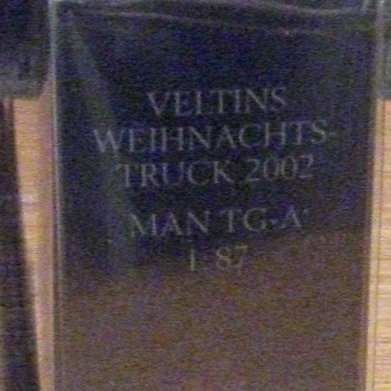 VELTINS
WEIHNACHTS-
TRUCK 2002
MAN TG-A
1:87